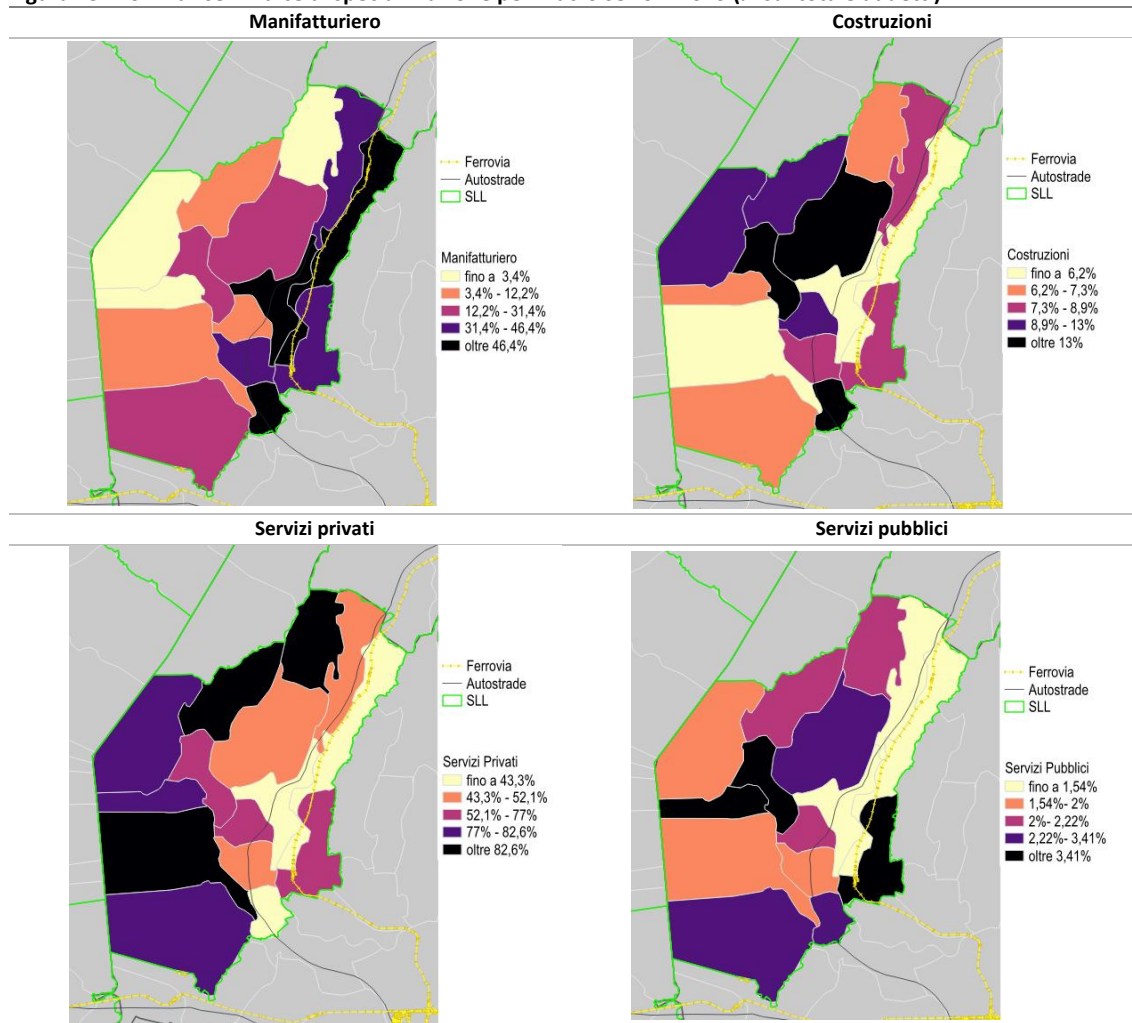 Manifatturiero
Costruzioni
Ferrovia
Autostrade
SLL
Manifatturiero
fino a 3,4%
3,4% - 12,2%
12,2% - 31,4%
31,4% - 46,4%
oltre 46,4%
Ferrovia
Autostrade
SLL
Costruzioni
fino a 6,2%
6,2% - 7,3%
7,3% - 8,9%
8,9% - 13%
oltre 13%
Servizi privati
Servizi pubblici
Ferrovia
Autostrade
SLL
Servizi Privati
fino a 43,3%
43,3% - 52,1%
52,1% - 77%
77% - 82,6%
oltre 82,6%
Ferrovia
Autostrade
SLL
Servizi Pubblici
fino a 1,54%
1,54%- 2%
2%- 2,22%
2,22%- 3,41%
oltre 3,41%